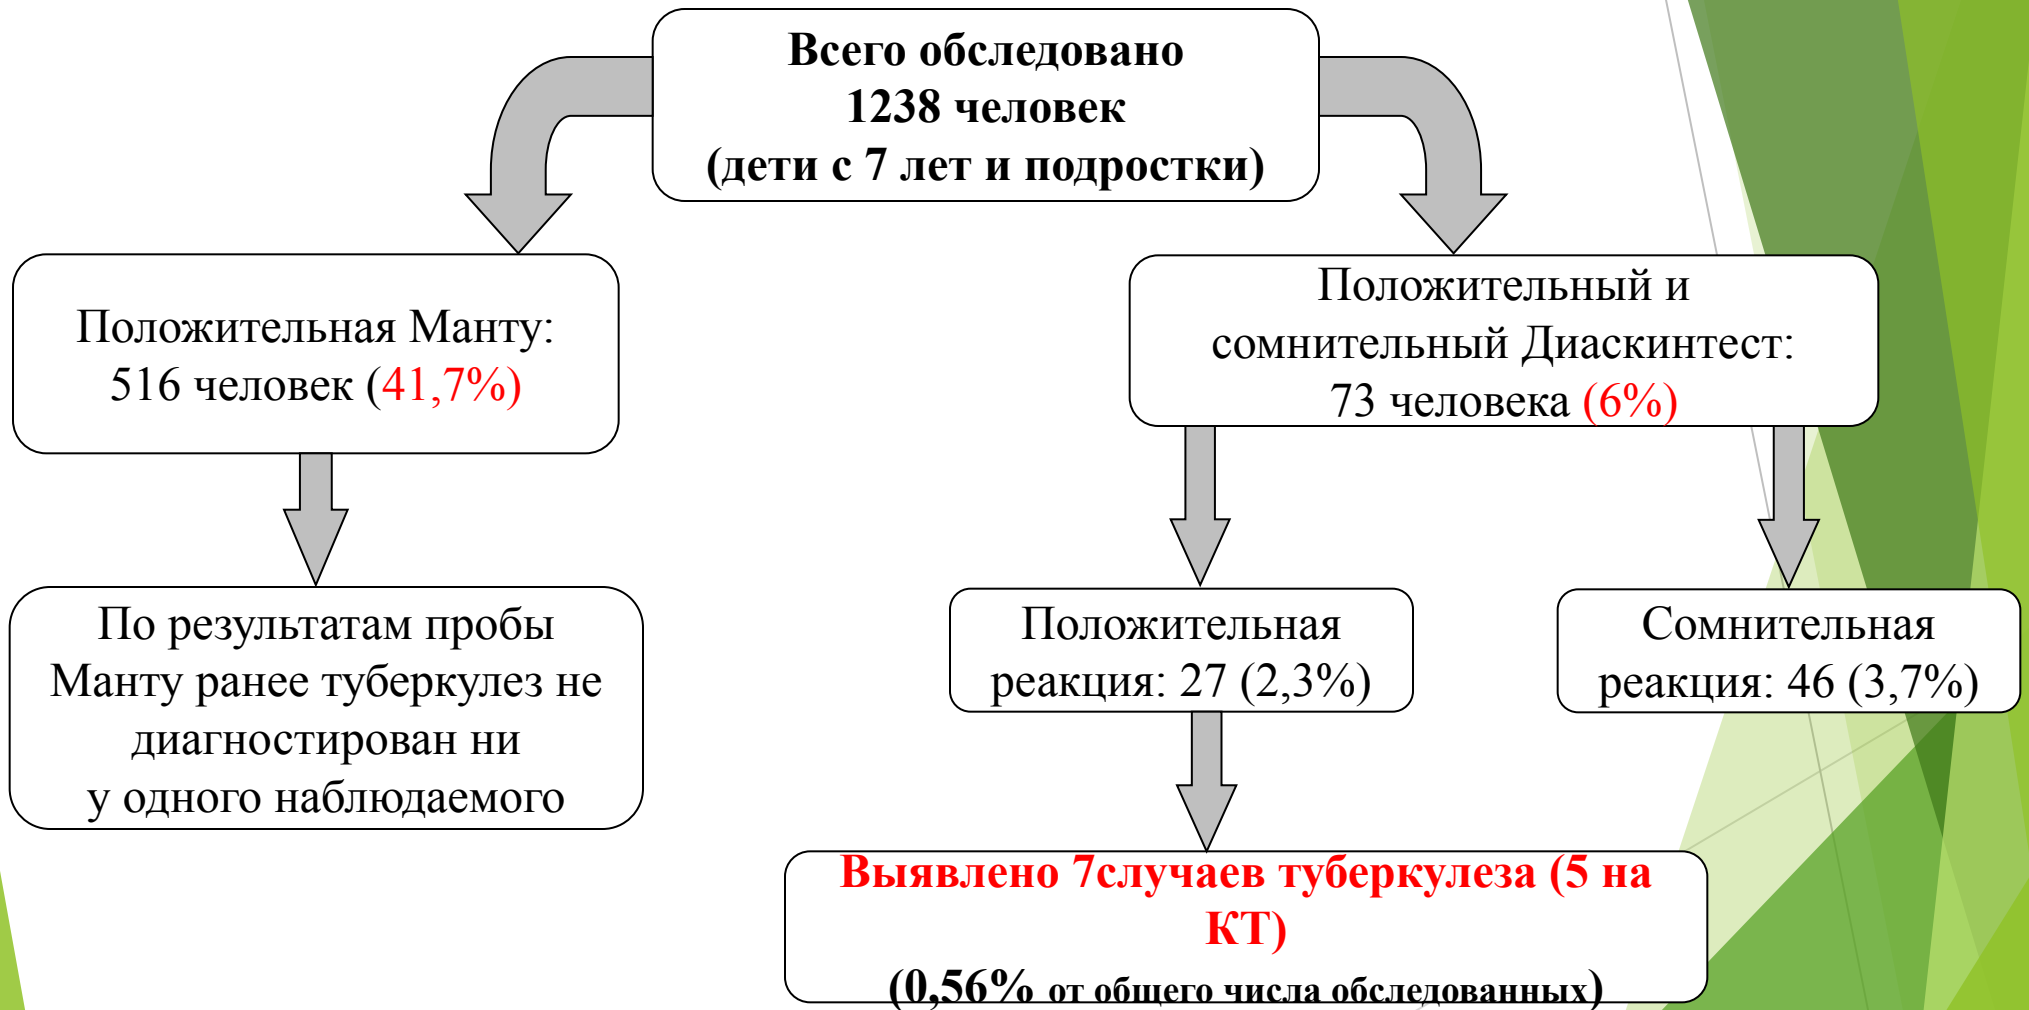 Всего обследовано
1238 человек
(дети с 7 лет и подростки)
Положительная Манту:
516 человек (41,7%)
Положительный и
сомнительный Диаскинтест:
73 человека (6%)
По результатам пробы
Манту ранее туберкулез не
диагностирован ни
у одного наблюдаемого
Положительная
реакция: 27 (2,3%)
Сомнительная
реакция: 46 (3,7%)
Выявлено 7случаев туберкулеза (5 на
КТ)
(0,56% от общего числа обследованных)